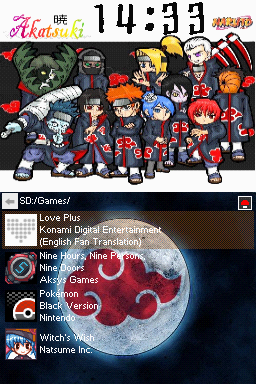 Akatsuki
暁
14:33
NARUTO
SD:/Games/
Love Plus
Konami Digital Entertainment
(English Fan Translation)
Nine Hours, Nine Persons,
Nine Doors
Aksys Games
Pokémon
Black Version
Nintendo
Witch's Wish
Natsume Inc.